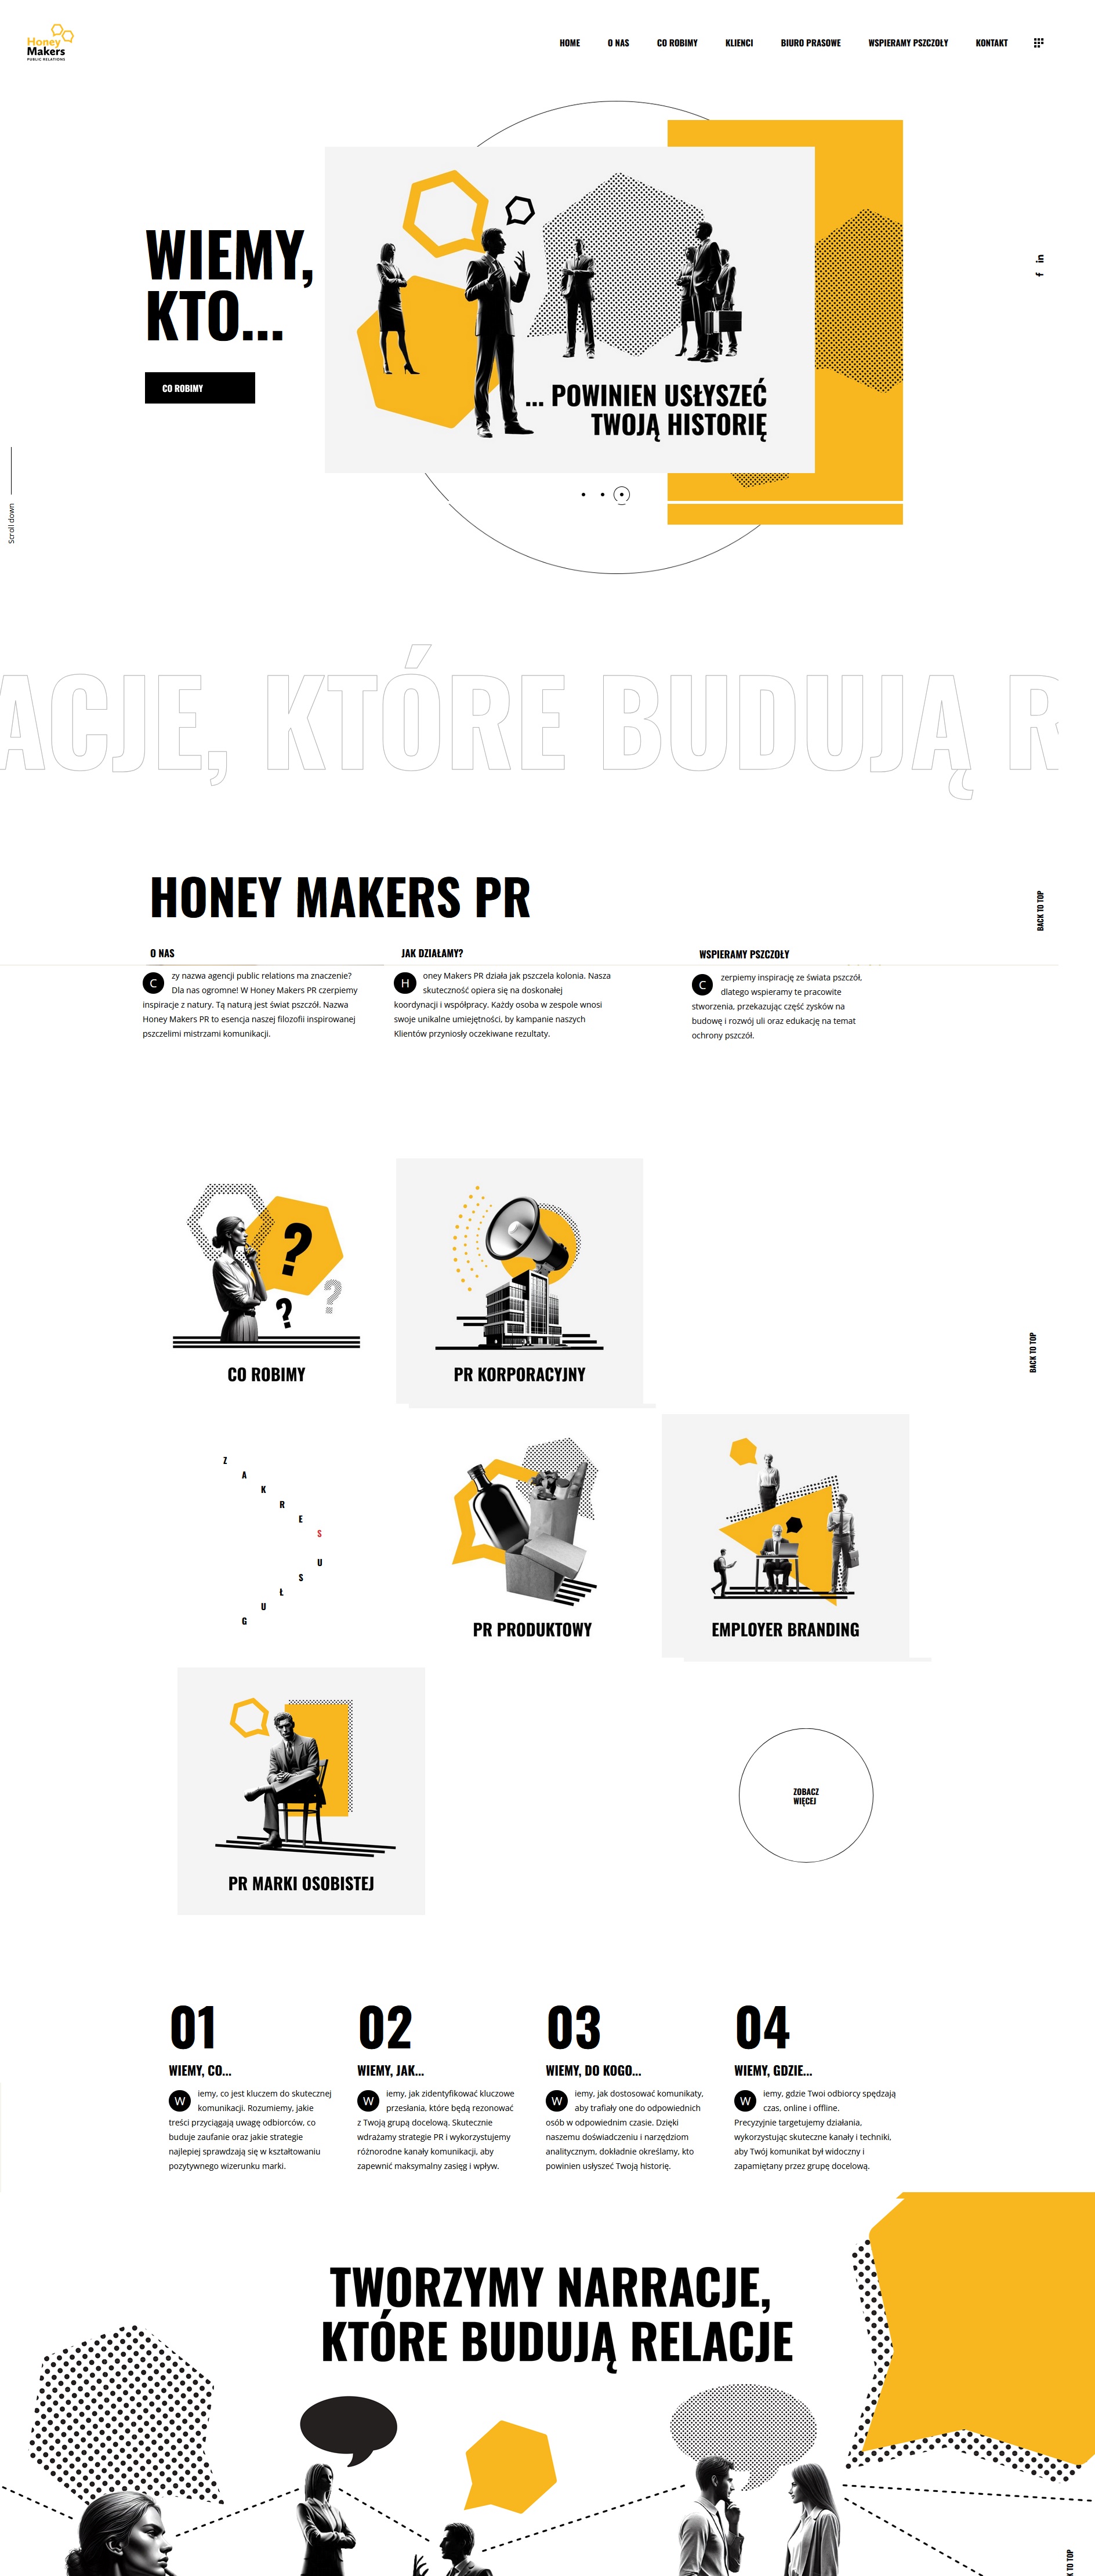 Honey
Makers
PUBLIC RELATIONS
HOME O NAS CO ROBIMY KLIENCI BIURO PRASOWE WSPIERAMY PSZCZOŁY KONTAKT
WIEMY,
KTO...
CO ROBIMY
... POWINIEN USŁYSZEĆ
TWOJĄ HISTORIĘ
in
f
Scroll down
ACJE, KTÓRE BUDUJĄ R
HONEY MAKERS PR
BACK TO TOP
O NAS
Czy nazwa agencji public relations ma znaczenie?
Dla nas ogromne! W Honey Makers PR czerpiemy
inspiracje z natury. Tą naturą jest świat pszczół. Nazwa
Honey Makers PR to esencja naszej filozofii inspirowanej
pszczelimi mistrzami komunikacji.
JAK DZIAŁAMY?
Honey Makers PR działa jak pszczela kolonia. Nasza
skuteczność opiera się na doskonałej
koordynacji i współpracy. Każdy osoba w zespole wnosi
swoje unikalne umiejętności, by kampanie naszych
Klientów przyniosły oczekiwane rezultaty.
WSPIERAMY PSZCZOŁY
Czerpiemy inspirację ze świata pszczół,
dlatego wspieramy te pracowite
stworzenia, przekazując część zysków na
budowę i rozwój uli oraz edukację na temat
ochrony pszczół.
CO ROBIMY
PR KORPORACYJNY
BACK TO TOP
Z
A
K
R
E
S
U
S
Ł
U
G
PR PRODUKTOWY
EMPLOYER BRANDING
PR MARKI OSOBISTEJ
ZOBACZ
WIĘCEJ
01
WIEMY, CO...
Wiemy, co jest kluczem do skutecznej
komunikacji. Rozumiemy, jakie
treści przyciągają uwagę odbiorców, co
buduje zaufanie oraz jakie strategie
najlepiej sprawdzają się w kształtowaniu
pozytywnego wizerunku marki.
02
WIEMY, JAK...
Wiemy, jak zidentyfikować kluczowe
przesłania, które będą rezonować
z Twoją grupą docelową. Skutecznie
wdrażamy strategie PR i wykorzystujemy
różnorodne kanały komunikacji, aby
zapewnić maksymalny zasięg i wpływ.
03
WIEMY, DO KOGO...
Wiemy, jak dostosować komunikaty,
aby trafiały one do odpowiednich
osób w odpowiednim czasie. Dzięki
naszemu doświadczeniu i narzędziom
analitycznym, dokładnie określamy, kto
powinien usłyszeć Twoją historię.
04
WIEMY, GDZIE...
Wiemy, gdzie Twoi odbiorcy spędzają
czas, online i offline.
Precyzyjnie targetujemy działania,
wykorzystując skuteczne kanały i techniki,
aby Twój komunikat był widoczny i
zapamiętany przez grupę docelową.
TWORZYMY NARRACJE,
KTÓRE BUDUJĄ RELACJE
K TO TOP